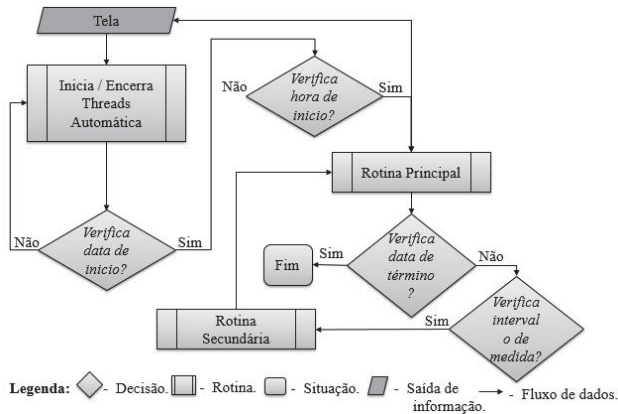 Tela
Inicia / Encerra
Threads
Automática
Verifica
data de
inicio?
Não
Sim
Verifica
hora de
inicio?
Não
Sim
Rotina Principal
Verifica
data de
término
?
Sim
Não
Fim
Verifica
interval
o de
medida?
Sim
Rotina
Secundária
Legenda: - Decisão. - Rotina. - Situação. - Saída de
informação. - Fluxo de dados.